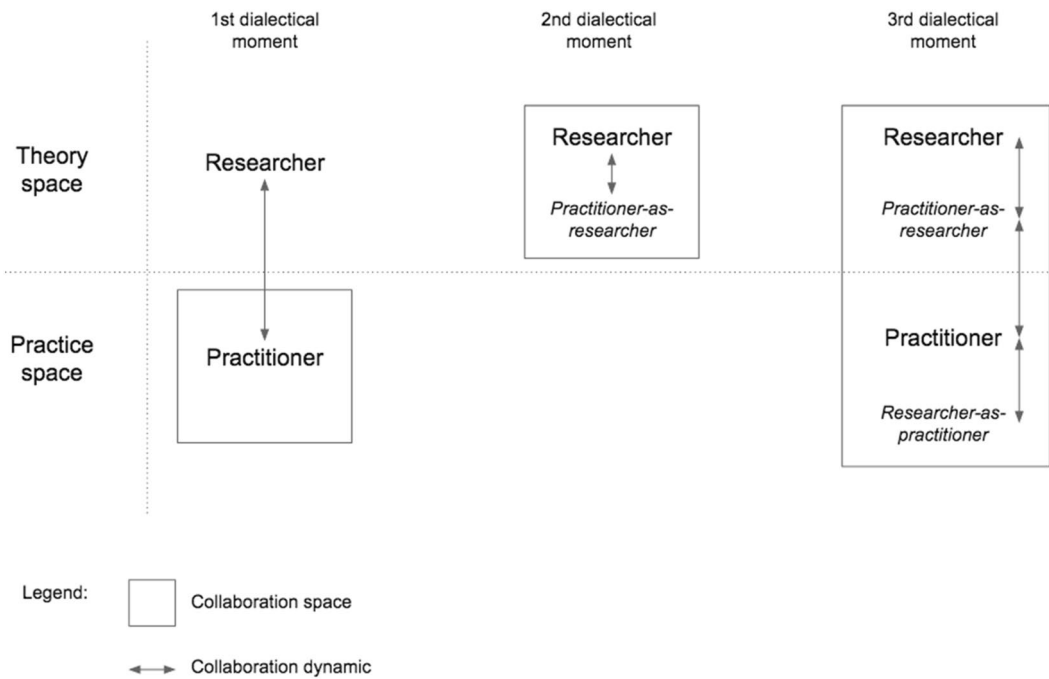 1st dialectical
moment
2nd dialectical
moment
3rd dialectical
moment
Theory
space
Researcher
Researcher
Practitioner-as-
researcher
Researcher
Practitioner-as-
researcher
Practice
space
Practitioner
Practitioner
Researcher-as-
practitioner
Legend:
Collaboration space
Collaboration dynamic